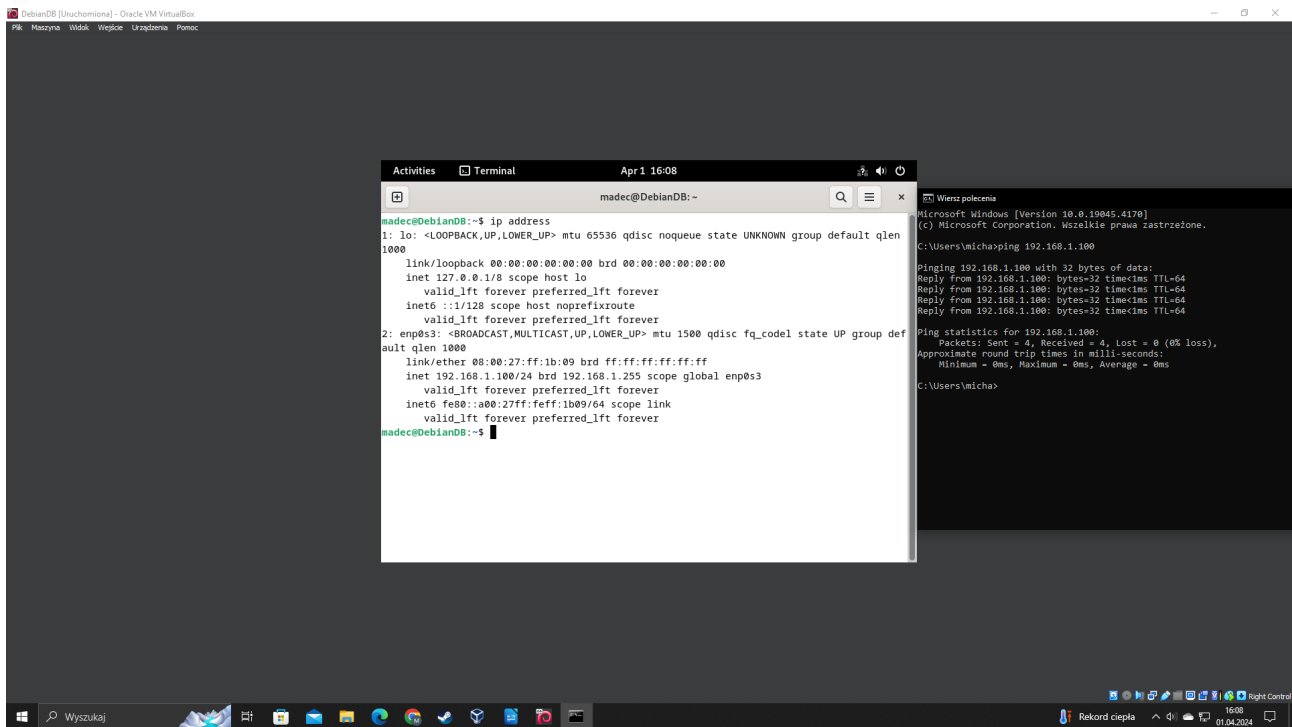 DebianDB [Uruchomiona] - Oracle VM VirtualBox
Plik Maszyna Widok Wejście Urządzenia Pomoc
Activities Terminal Apr 1 16:08
madec@DebianDB: ~
madec@DebianDB:~$ ip address
1: lo: <LOOPBACK,UP,LOWER_UP> mtu 65536 qdisc noqueue state UNKNOWN group default qlen
1000
link/loopback 00:00:00:00:00:00 brd 00:00:00:00:00:00
inet 127.0.0.1/8 scope host lo
valid_lft forever preferred_lft forever
inet6 ::1/128 scope host noprefixroute
valid_lft forever preferred_lft forever
2: enp0s3: <BROADCAST,MULTICAST,UP,LOWER_UP> mtu 1500 qdisc fq_codel state UP group def
ault qlen 1000
link/ether 08:00:27:ff:1b:09 brd ff:ff:ff:ff:ff:ff
inet 192.168.1.100/24 brd 192.168.1.255 scope global enp0s3
valid_lft forever preferred_lft forever
inet6 fe80::a00:27ff:feff:1b09/64 scope link
valid_lft forever preferred_lft forever
madec@DebianDB:~$
Wiersz polecenia
Microsoft Windows [Version 10.0.19045.4170]
(c) Microsoft Corporation. Wszelkie prawa zastrzeżone.
C:\Users\micha>ping 192.168.1.100
Pinging 192.168.1.100 with 32 bytes of data:
Reply from 192.168.1.100: bytes=32 time<1ms TTL=64
Reply from 192.168.1.100: bytes=32 time<1ms TTL=64
Reply from 192.168.1.100: bytes=32 time<1ms TTL=64
Reply from 192.168.1.100: bytes=32 time<1ms TTL=64
Ping statistics for 192.168.1.100:
Packets: Sent = 4, Received = 4, Lost = 0 (0% loss),
Approximate round trip times in milli-seconds:
Minimum = 0ms, Maximum = 0ms, Average = 0ms
C:\Users\micha>
Right Control
Wyszukaj
Rekord ciepła
16:08
01.04.2024